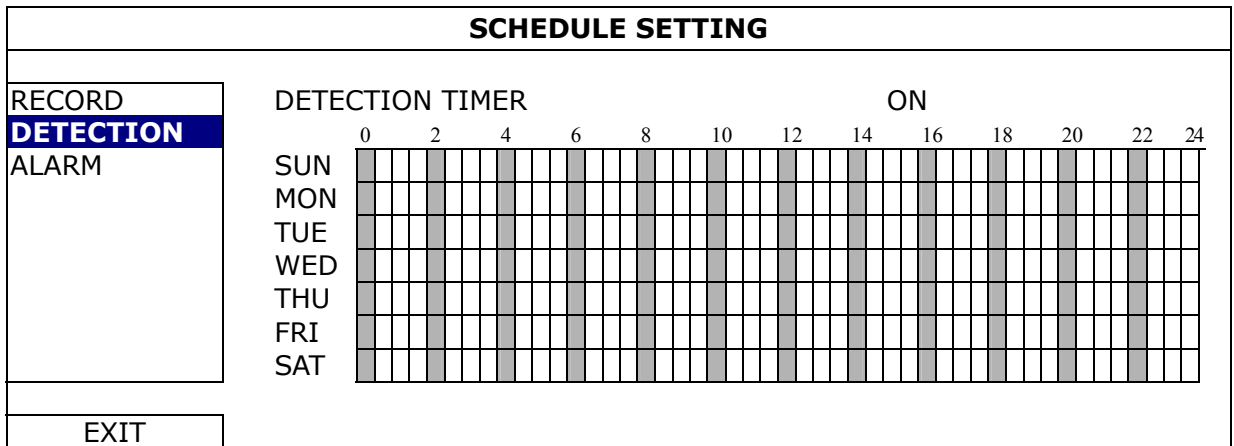 SCHEDULE SETTING
RECORD
DETECTION
ALARM
DETECTION TIMER ON
0 2 4 6 8 10 12 14 16 18 20 22 24
SUN
MON
TUE
WED
THU
FRI
SAT
EXIT